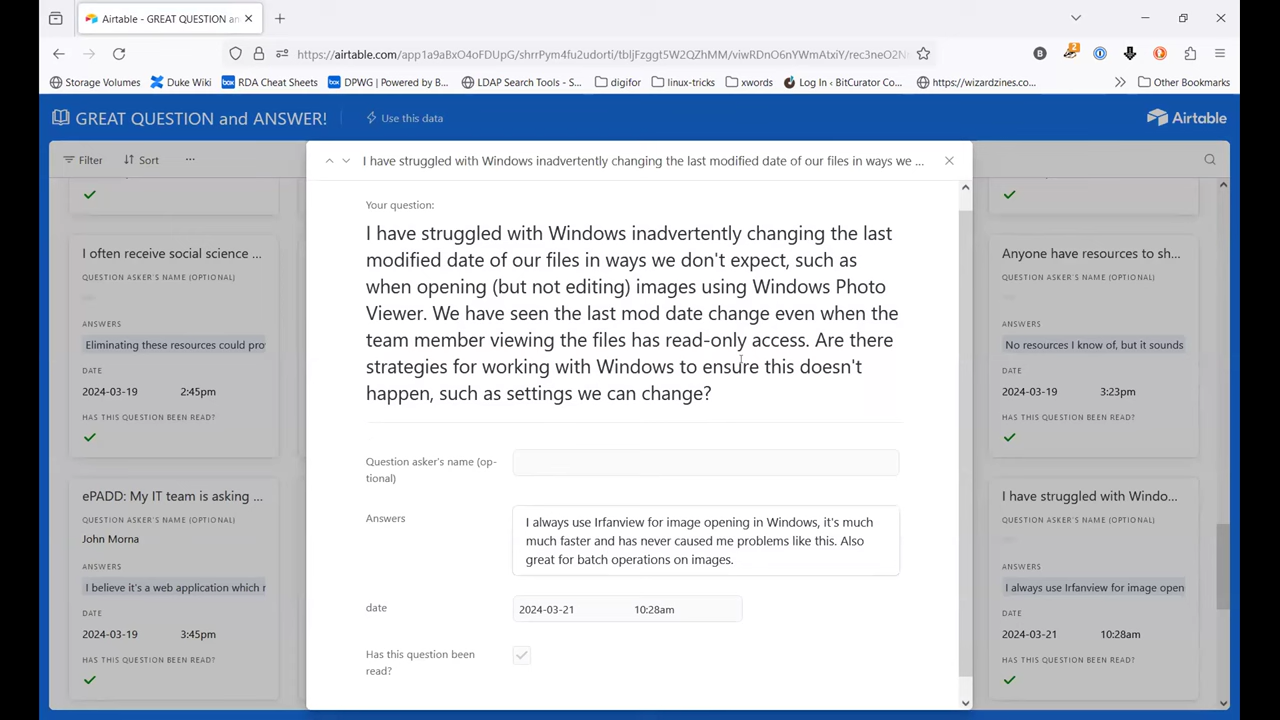 Airtable - GREAT QUESTION an
https://airtable.com/app1a9aBxO4oFDUpG/shrrPym4fu2udorti/tbljFzggt5W2QZhMM/viwRDnO6nYWmAtxiY/rec3neO2N
B
2
Storage Volumes
Duke Wiki
box
RDA Cheat Sheets
box
DPWG | Powered by B...
LDAP Search Tools - S...
digifor
linux-tricks
xwords
Log In ‹ BitCurator Co...
https://wizardzines.co...
Other Bookmarks
GREAT QUESTION and ANSWER!
Use this data
Airtable
Filter
Sort
...
I have struggled with Windows inadvertently changing the last modified date of our files in ways we ...
Your question:
I have struggled with Windows inadvertently changing the last
modified date of our files in ways we don't expect, such as
when opening (but not editing) images using Windows Photo
Viewer. We have seen the last mod date change even when the
team member viewing the files has read-only access. Are there
strategies for working with Windows to ensure this doesn't
happen, such as settings we can change?
Question asker's name (op-
tional)
Answers
I always use Irfanview for image opening in Windows, it's much
much faster and has never caused me problems like this. Also
great for batch operations on images.
date
2024-03-21 10:28am
Has this question been
read?
I often receive social science ...
QUESTION ASKER'S NAME (OPTIONAL)
ANSWERS
Eliminating these resources could pro
DATE
2024-03-19 2:45pm
HAS THIS QUESTION BEEN READ?
ePADD: My IT team is asking ...
QUESTION ASKER'S NAME (OPTIONAL)
John Morna
ANSWERS
I believe it's a web application which r
DATE
2024-03-19 3:45pm
HAS THIS QUESTION BEEN READ?
Anyone have resources to sh...
QUESTION ASKER'S NAME (OPTIONAL)
ANSWERS
No resources I know of, but it sounds
DATE
2024-03-19 3:23pm
HAS THIS QUESTION BEEN READ?
I have struggled with Windo...
QUESTION ASKER'S NAME (OPTIONAL)
ANSWERS
I always use Irfanview for image open
DATE
2024-03-21 10:28am
HAS THIS QUESTION BEEN READ?